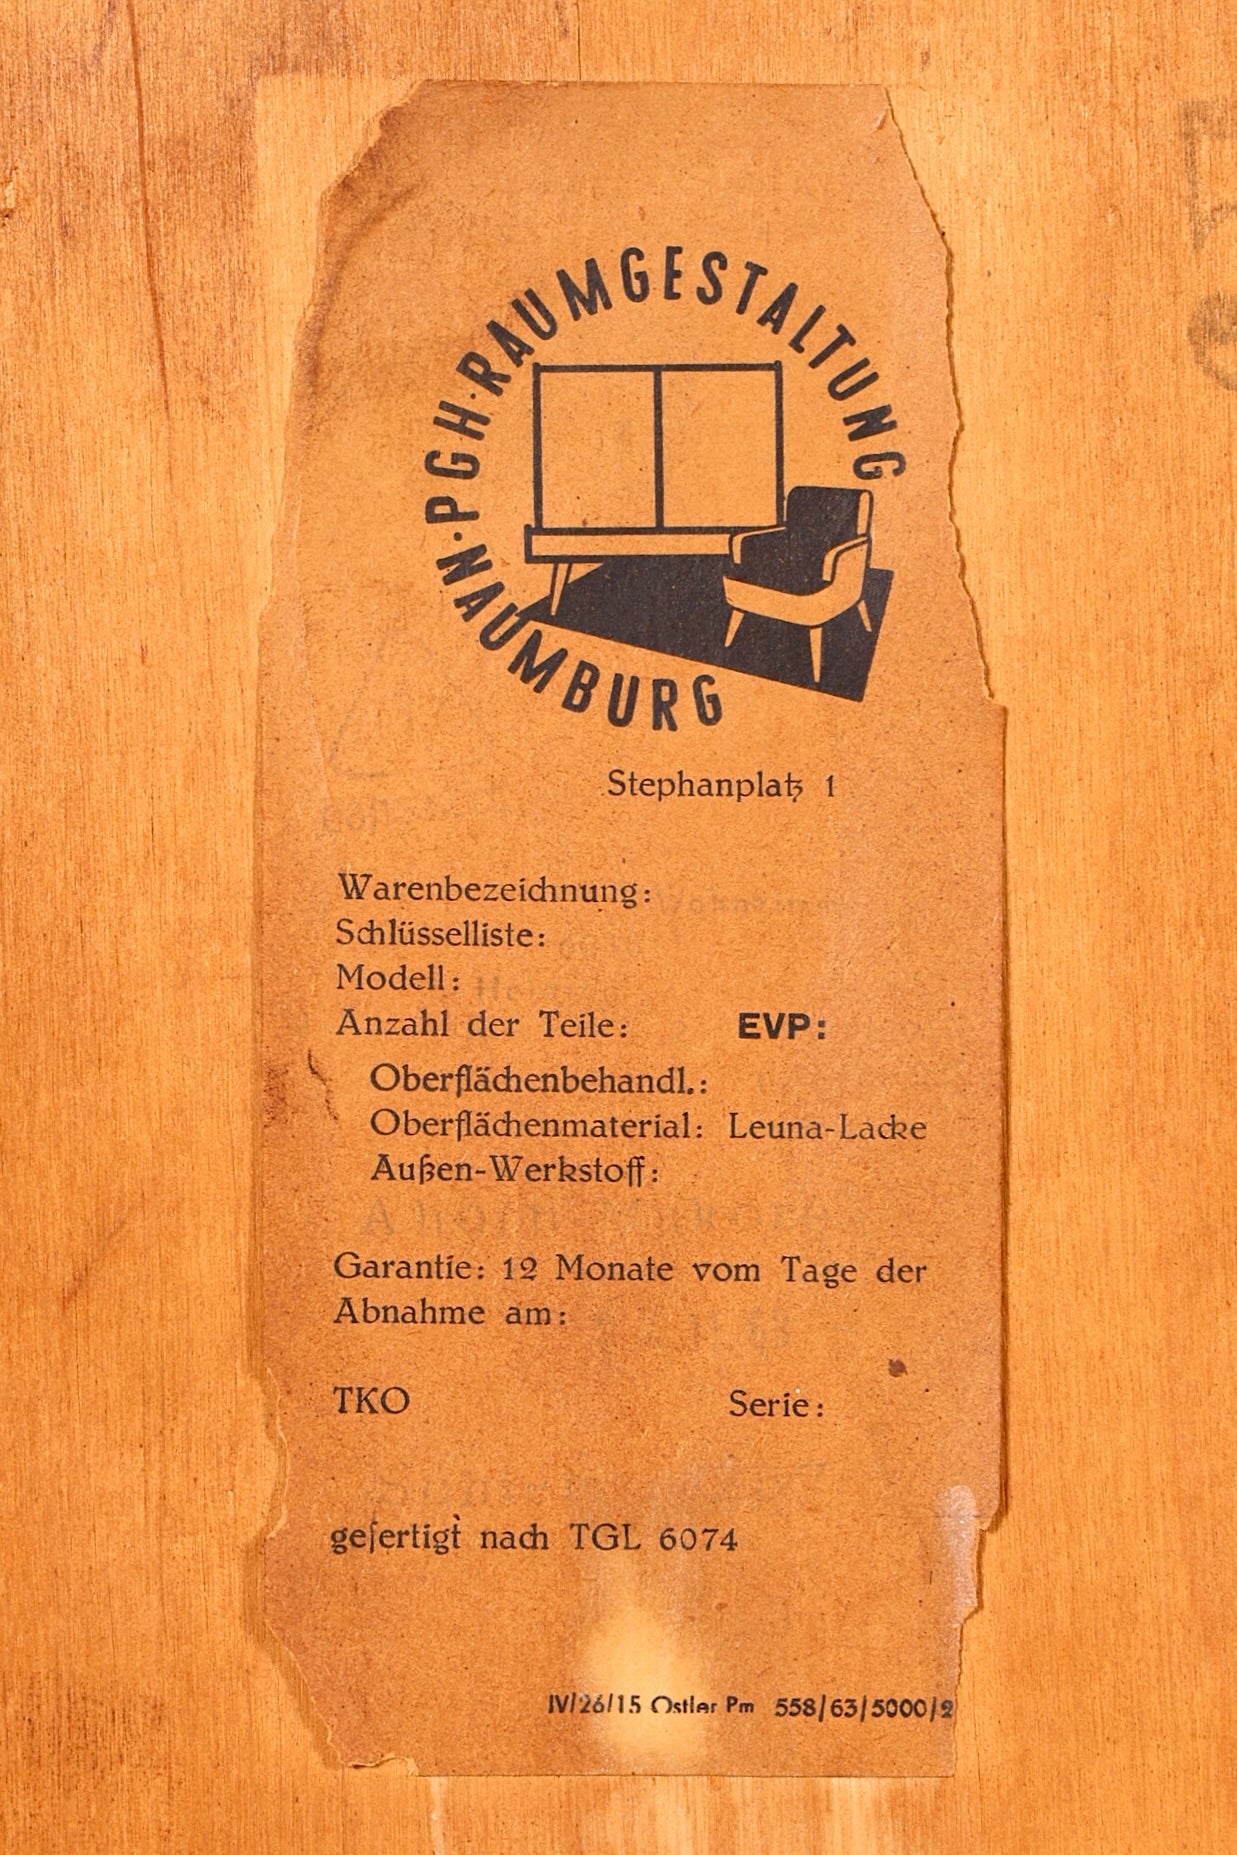 PGH·RAUMGESTALTUNG
NAUMBURG
Stephanplatz 1
Warenbezeichnung:
Schlüsselliste:
Modell:
Anzahl der Teile: EVP:
Oberflächenbehandl.:
Oberflächenmaterial: Leuna-Lacke
Außen-Werkstoff:
Garantie: 12 Monate vom Tage der
Abnahme am:
TKO Serie:
gefertigt nach TGL 6074
IV/26/15 Ostler Pm 558/63/5000/2